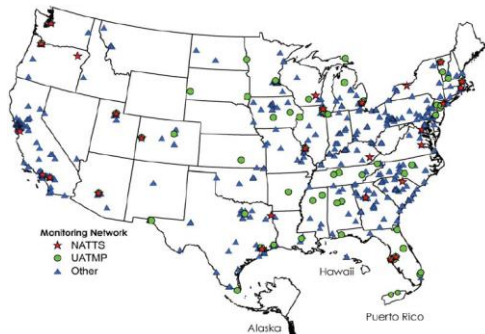 Monitoring Network
NATTS
UATMP
Other
Hawaii
Alaska
Puerto Rico